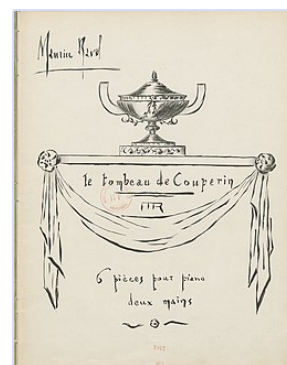 Maurice Ravel
le tombeau de Couperin
MR
6 pièces pour piano
deux mains